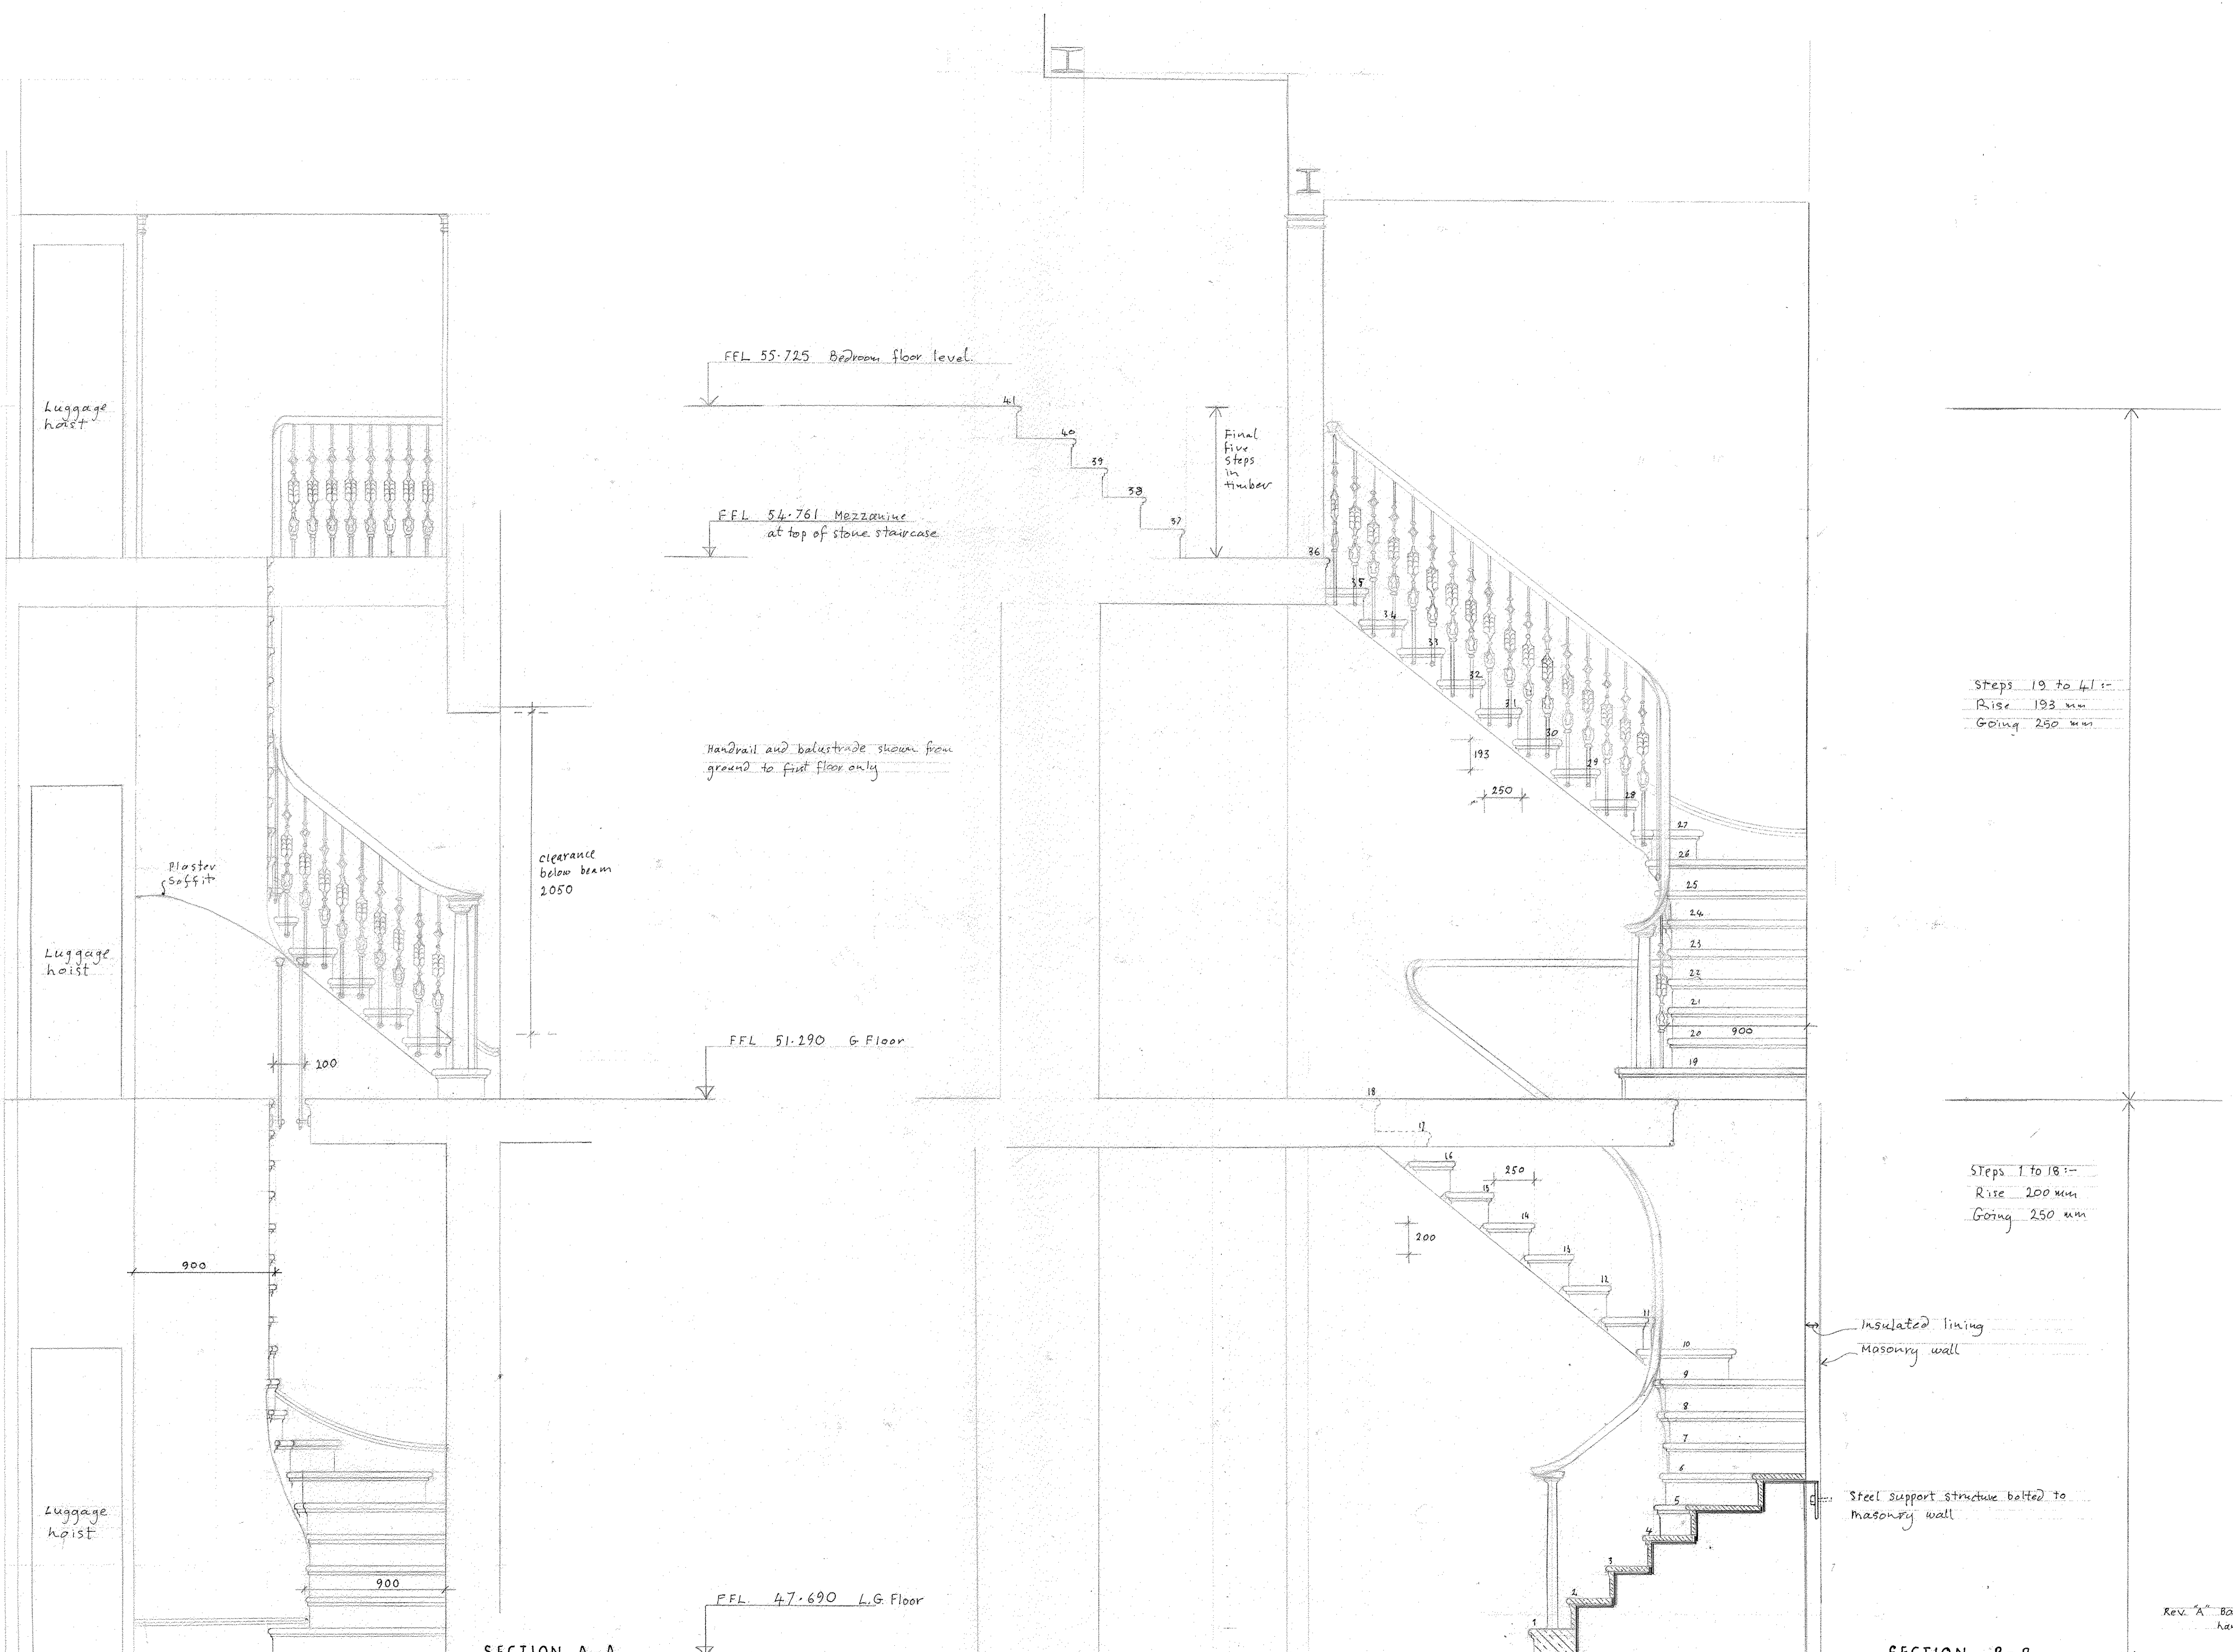 FFL 55·725 Bedroom floor level.
Luggage
hoist
FFL 54·761 Mezzanine
at top of stone staircase
41
40
39
38
37
36
Final
five
steps
in
timber
35
34
33
32
31
30
29
28
27
26
25
24
23
22
21
20
19
193
250
900
Steps 19 to 41 :-
Rise 193 mm
Going 250 mm
Handrail and balustrade shown from
ground to first floor only
Clearance
below beam
2050
Plaster
Soffit
Luggage
hoist
100
FFL 51·290 G Floor
18
17
16
15
14
13
12
11
10
9
8
7
6
5
4
3
2
1
250
200
Steps 1 to 18 :-
Rise 200 mm
Going 250 mm
900
Insulated lining
Masonry wall
Steel support structure bolted to
masonry wall
Luggage
hoist
900
FFL. 47·690 L.G. Floor
Rev. "A" Ba
ha
SECTION A A
SECTION B B